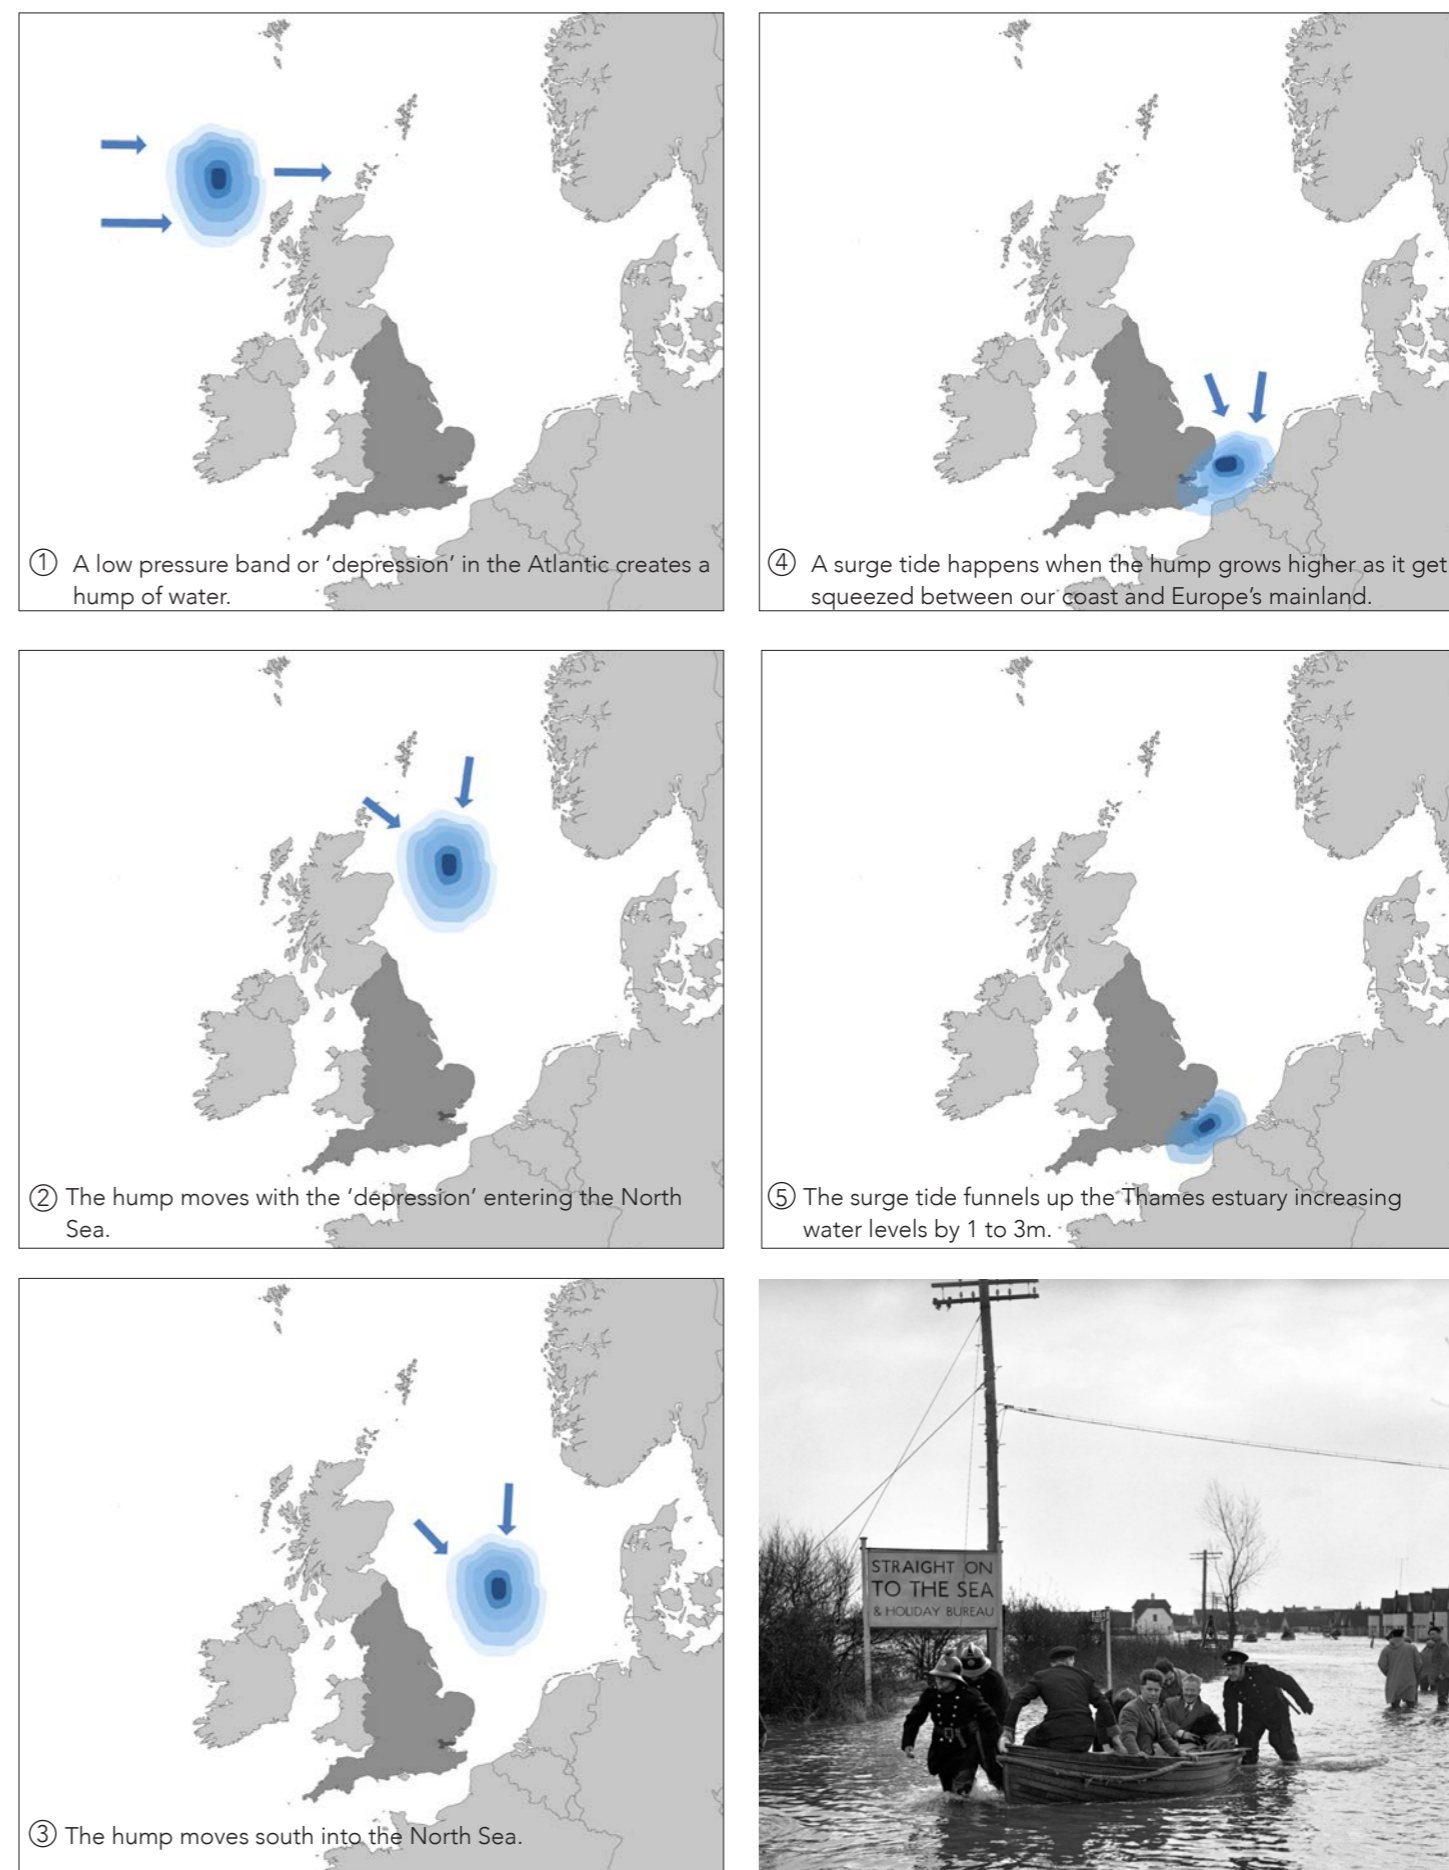 ① A low pressure band or ‘depression’ in the Atlantic creates a
hump of water.
② The hump moves with the ‘depression’ entering the North
Sea.
③ The hump moves south into the North Sea.
④ A surge tide happens when the hump grows higher as it get
squeezed between our coast and Europe’s mainland.
⑤ The surge tide funnels up the Thames estuary increasing
water levels by 1 to 3m.
STRAIGHT ON
TO THE SEA
& HOLIDAY BUREAU